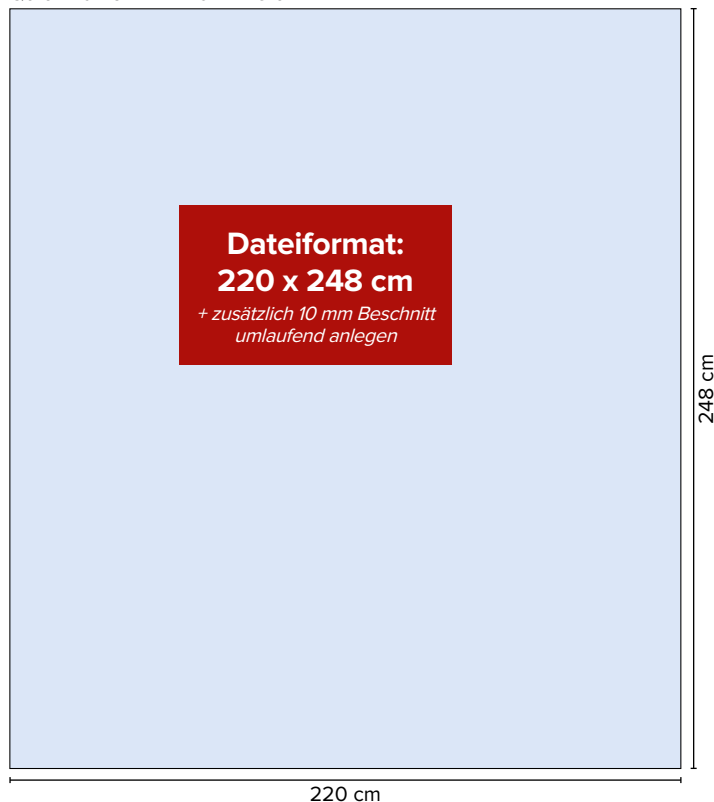 Dateiformat:
220 x 248 cm
+ zusätzlich 10 mm Beschnitt
umlaufend anlegen
248 cm
220 cm